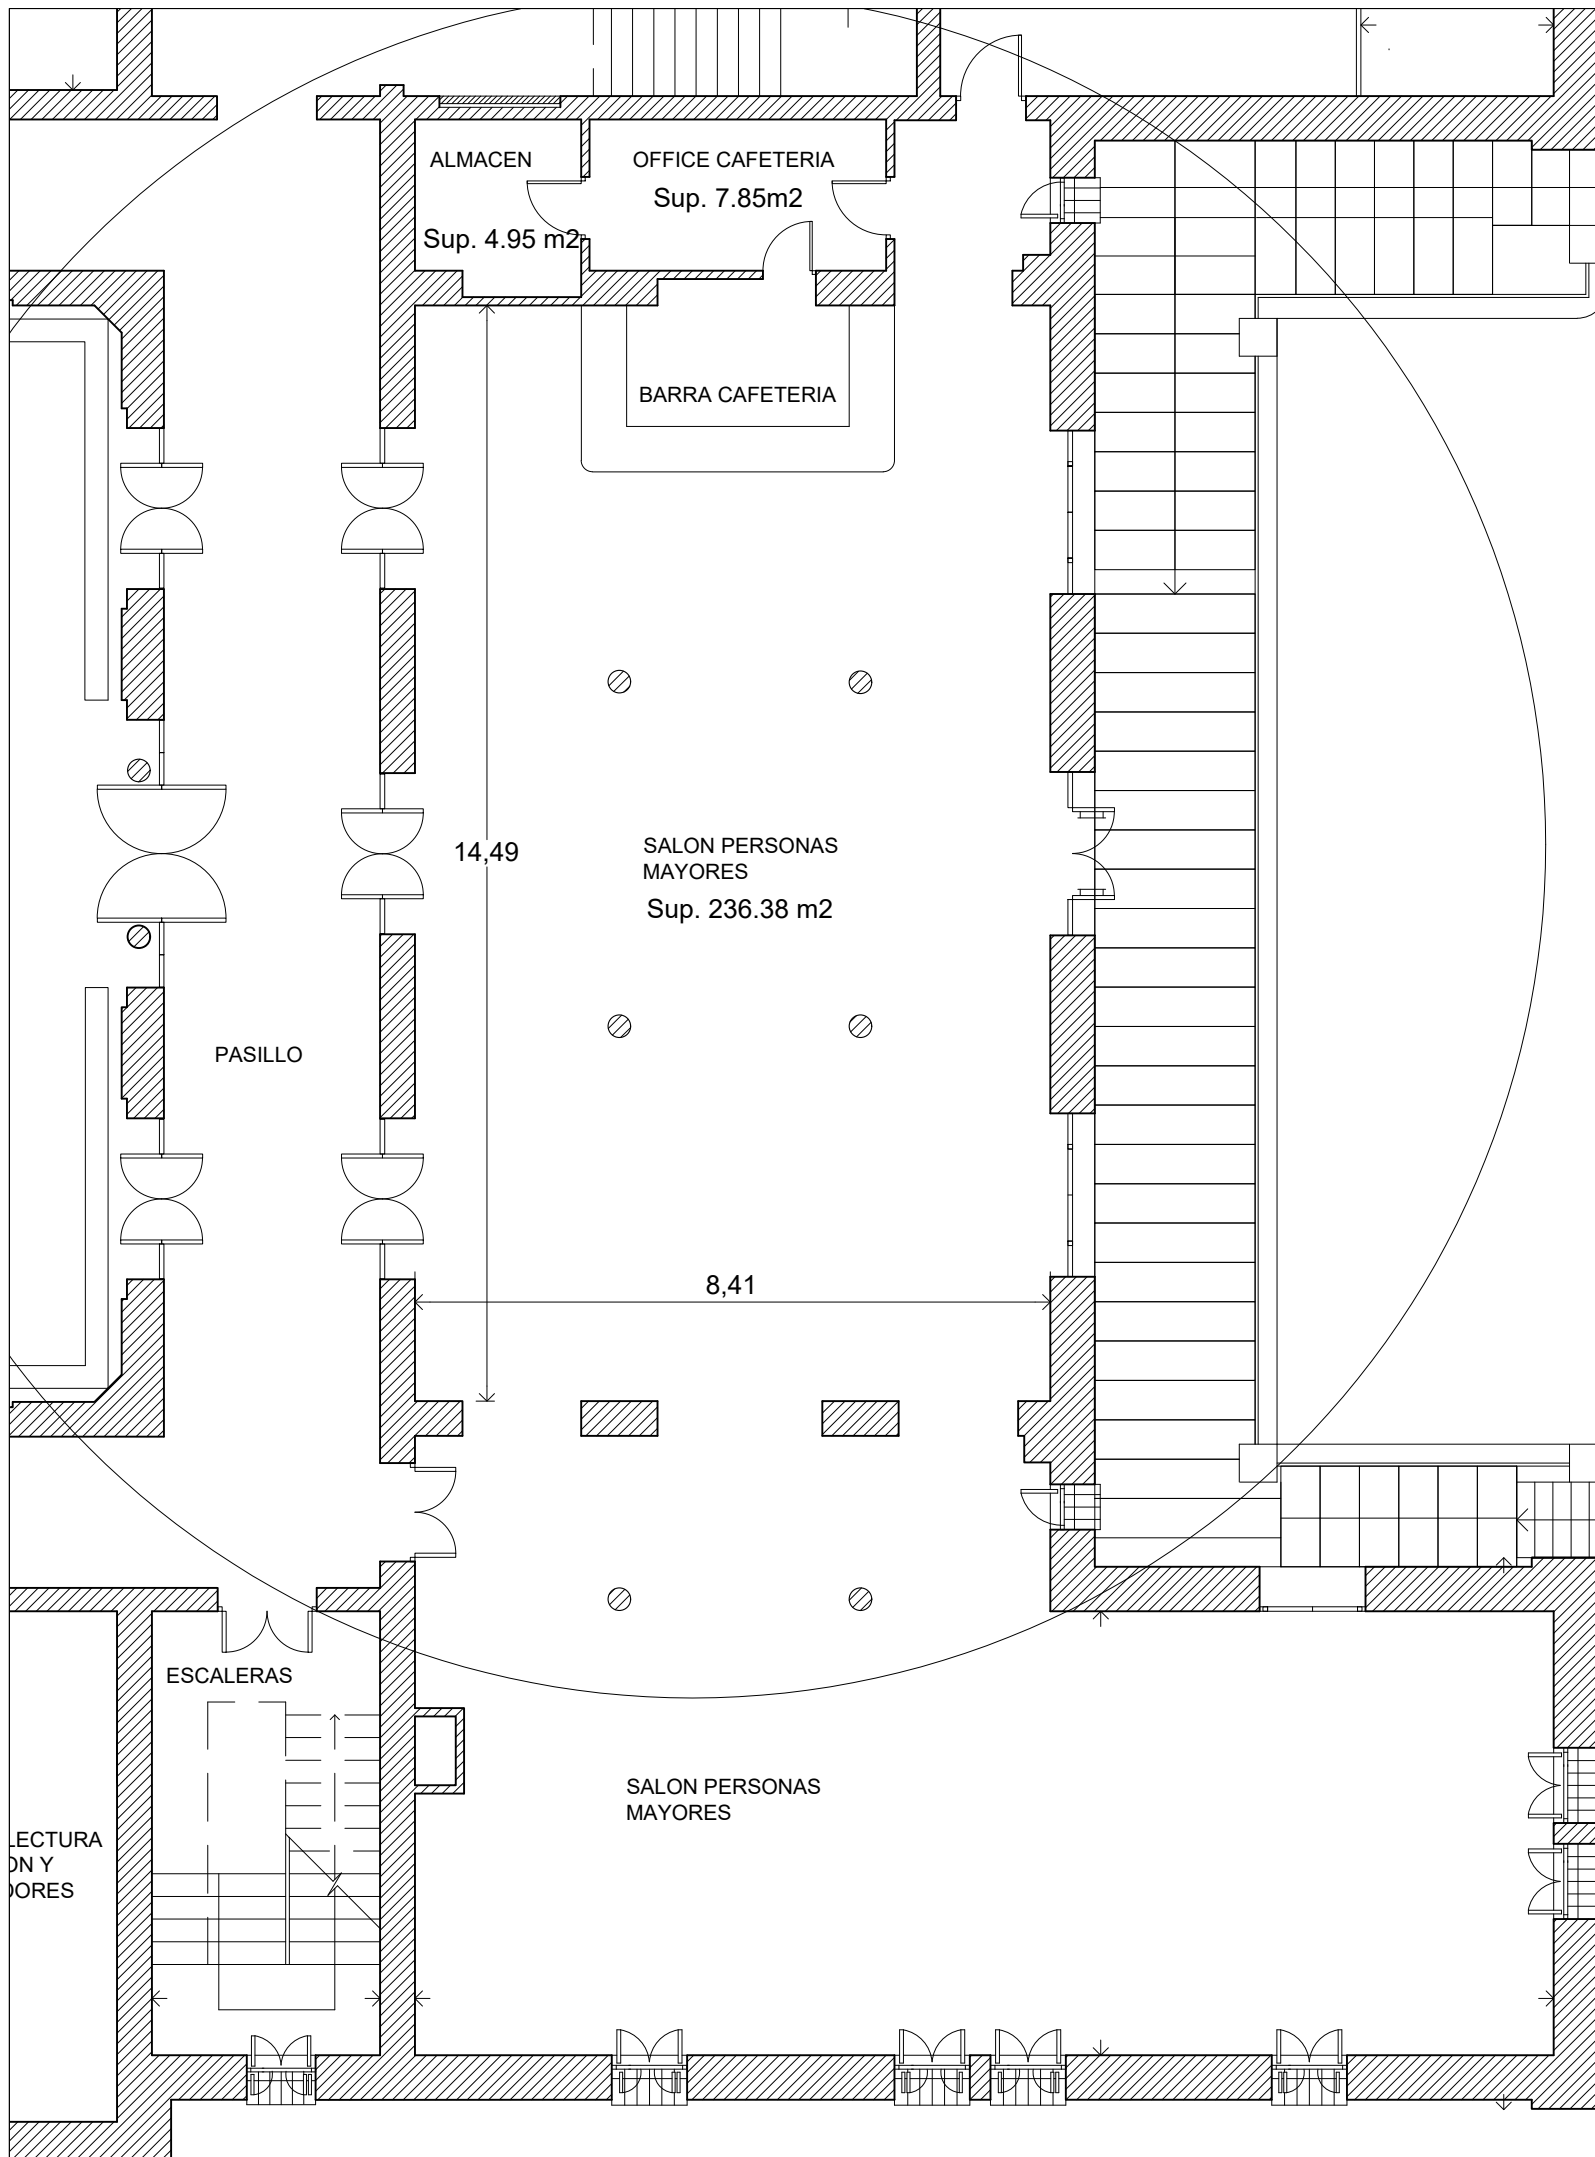 ALMACEN
OFFICE CAFETERIA
Sup. 7.85m2
Sup. 4.95 m2
BARRA CAFETERIA
14,49
SALON PERSONAS
MAYORES
Sup. 236.38 m2
PASILLO
8,41
ESCALERAS
SALON PERSONAS
MAYORES
LECTURA
ON Y
DORES